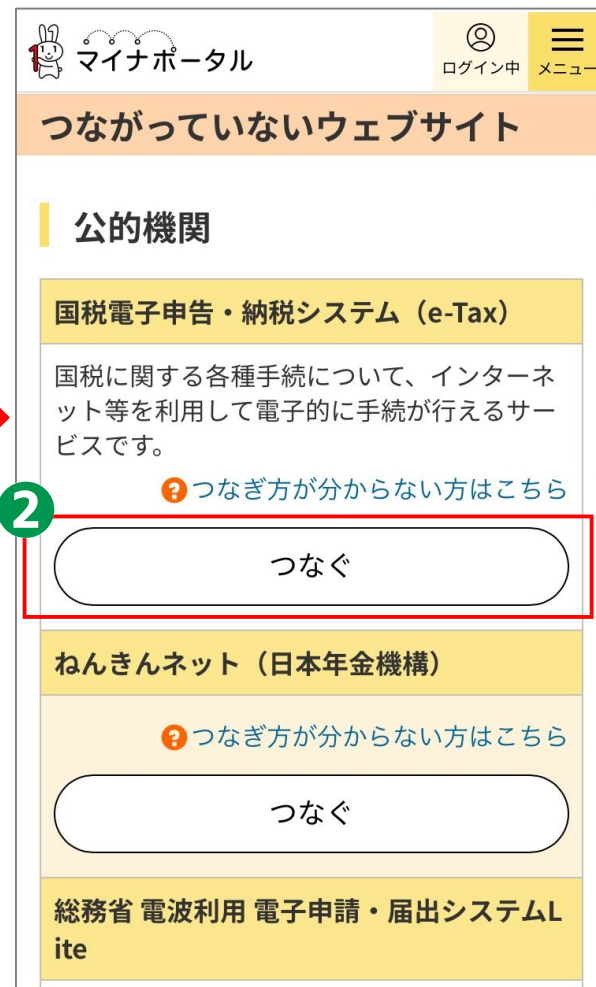 マイナポータル
ログイン中
メニュー
つながっていないウェブサイト
公的機関
国税電子申告・納税システム（e-Tax）
国税に関する各種手続について、インターネ
ット等を利用して電子的に手続が行えるサー
ビスです。
?つなぎ方が分からない方はこちら
2
つなぐ
ねんきんネット（日本年金機構）
?つなぎ方が分からない方はこちら
つなぐ
総務省 電波利用 電子申請・届出システムL
ite